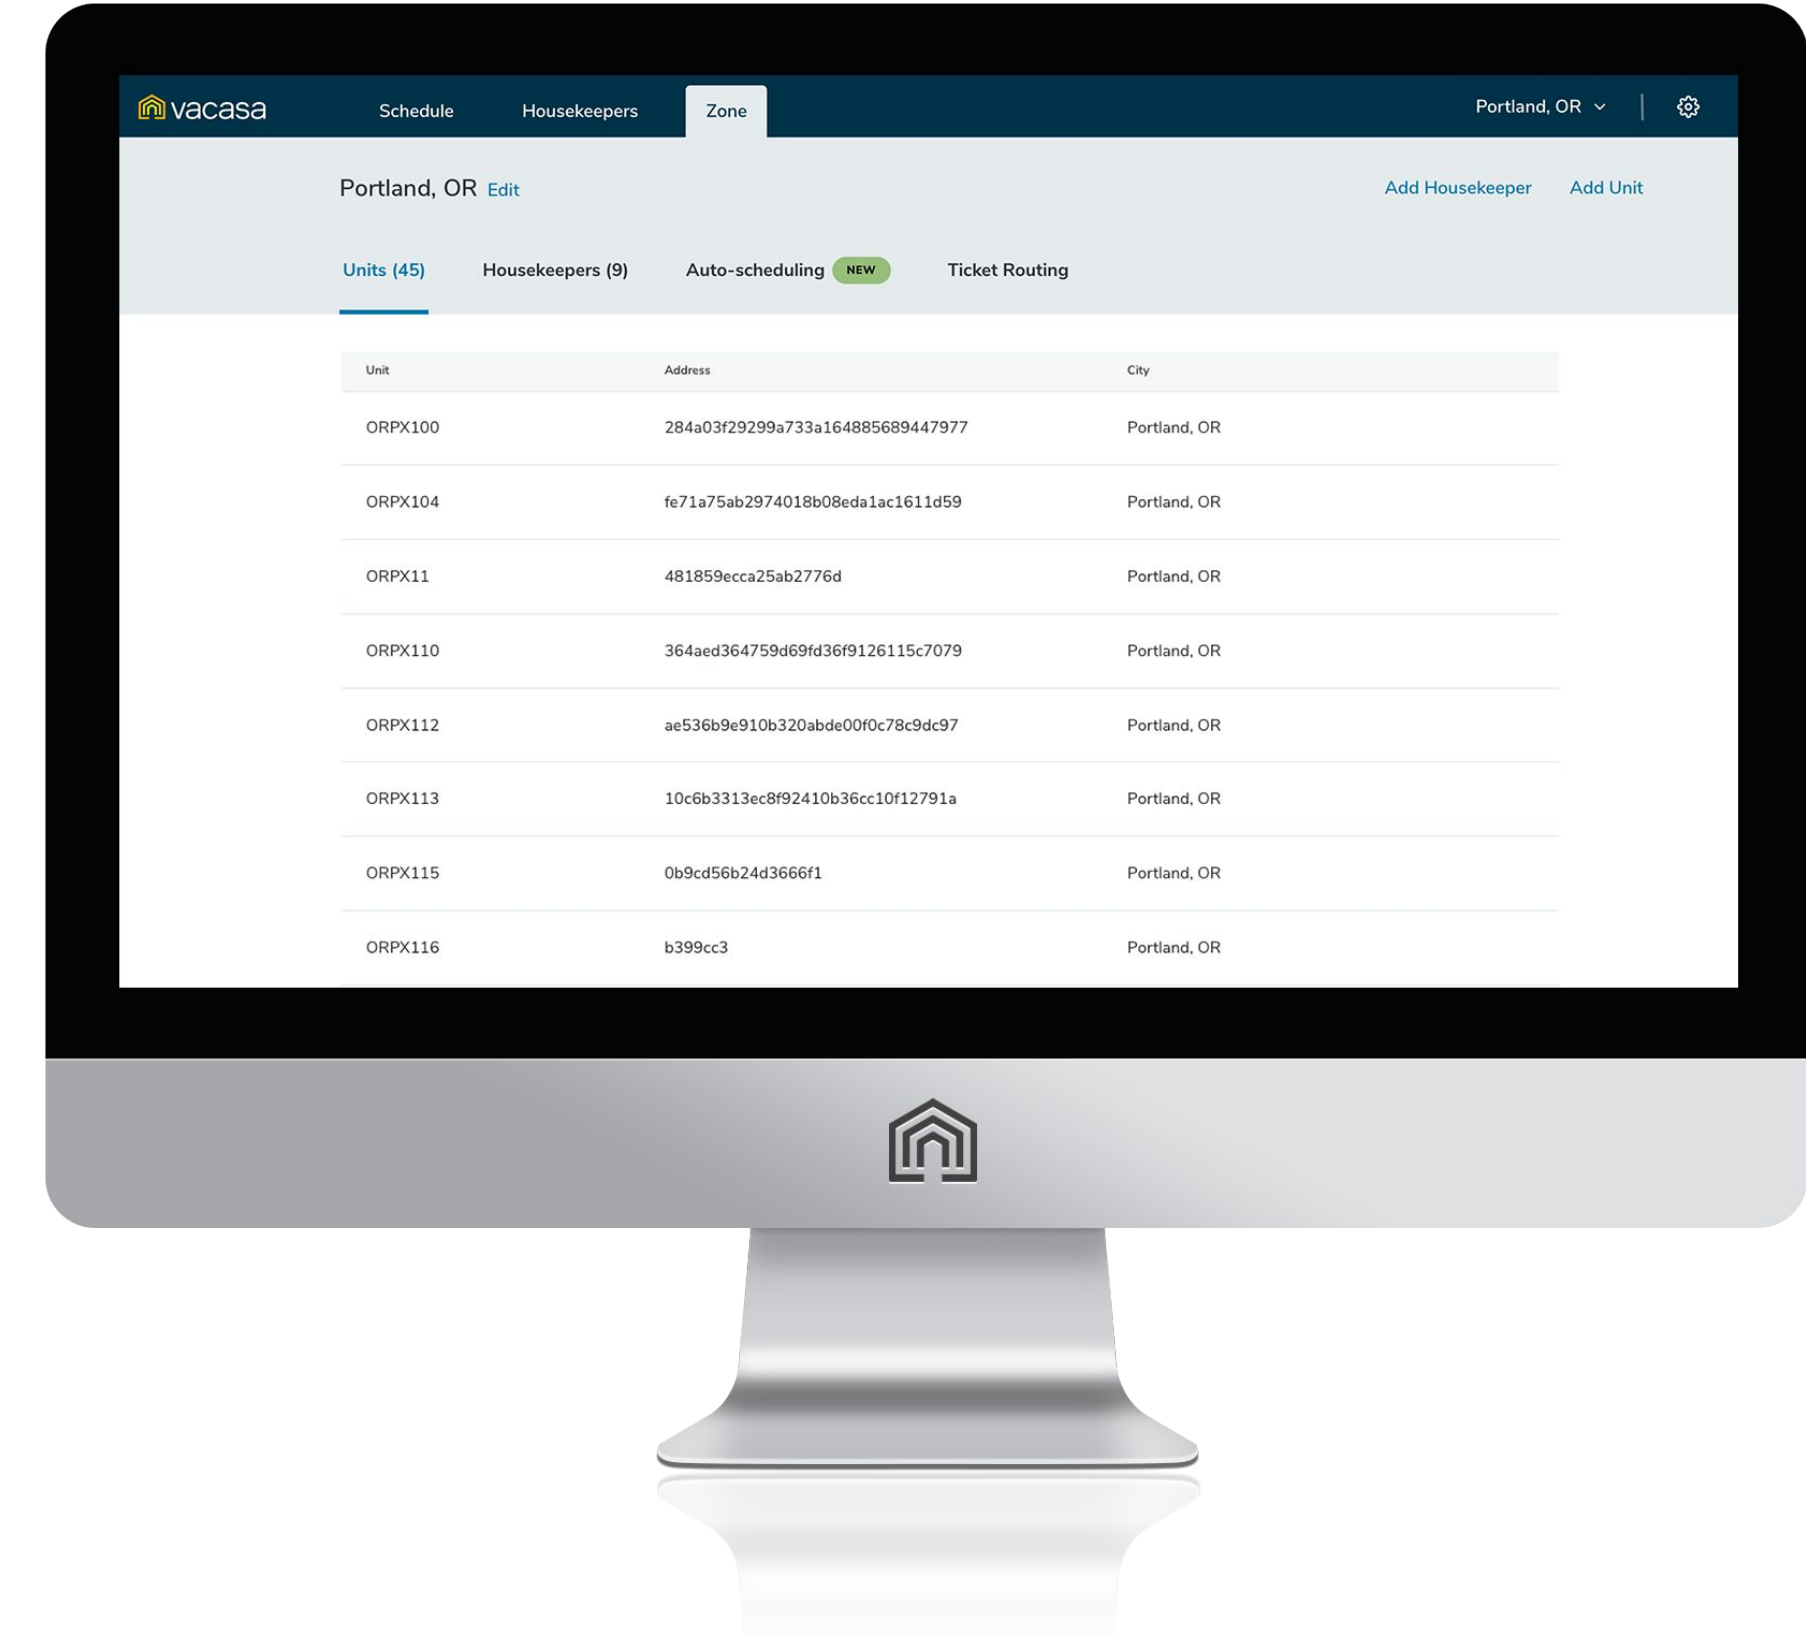 vacasa Schedule Housekeepers Zone Portland, OR
Portland, OR Edit Add Housekeeper Add Unit
Units (45) Housekeepers (9) Auto-scheduling NEW Ticket Routing
Unit Address City
ORPX100 284a03f29299a733a164885689447977 Portland, OR
ORPX104 fe71a75ab2974018b08eda1ac1611d59 Portland, OR
ORPX11 481859ecca25ab2776d Portland, OR
ORPX110 364aed364759d69fd36f9126115c7079 Portland, OR
ORPX112 ae536b9e910b320abde00f0c78c9dc97 Portland, OR
ORPX113 10c6b3313ec8f92410b36cc10f12791a Portland, OR
ORPX115 0b9cd56b24d3666f1 Portland, OR
ORPX116 b399cc3 Portland, OR